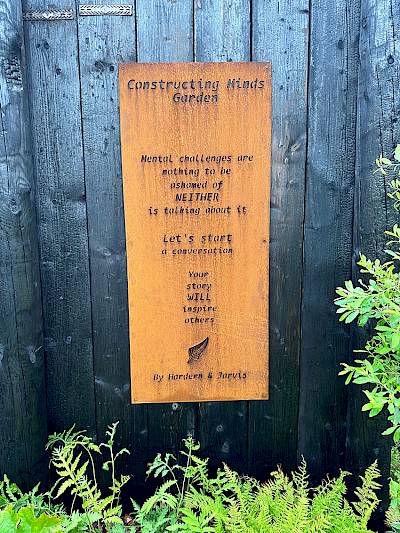 Constructing Minds
Garden
Mental challenges are
nothing to be
ashamed of
NEITHER
is talking about it
Let's start
a conversation
Your
story
WILL
inspire
others
By Hardern & Jarvis